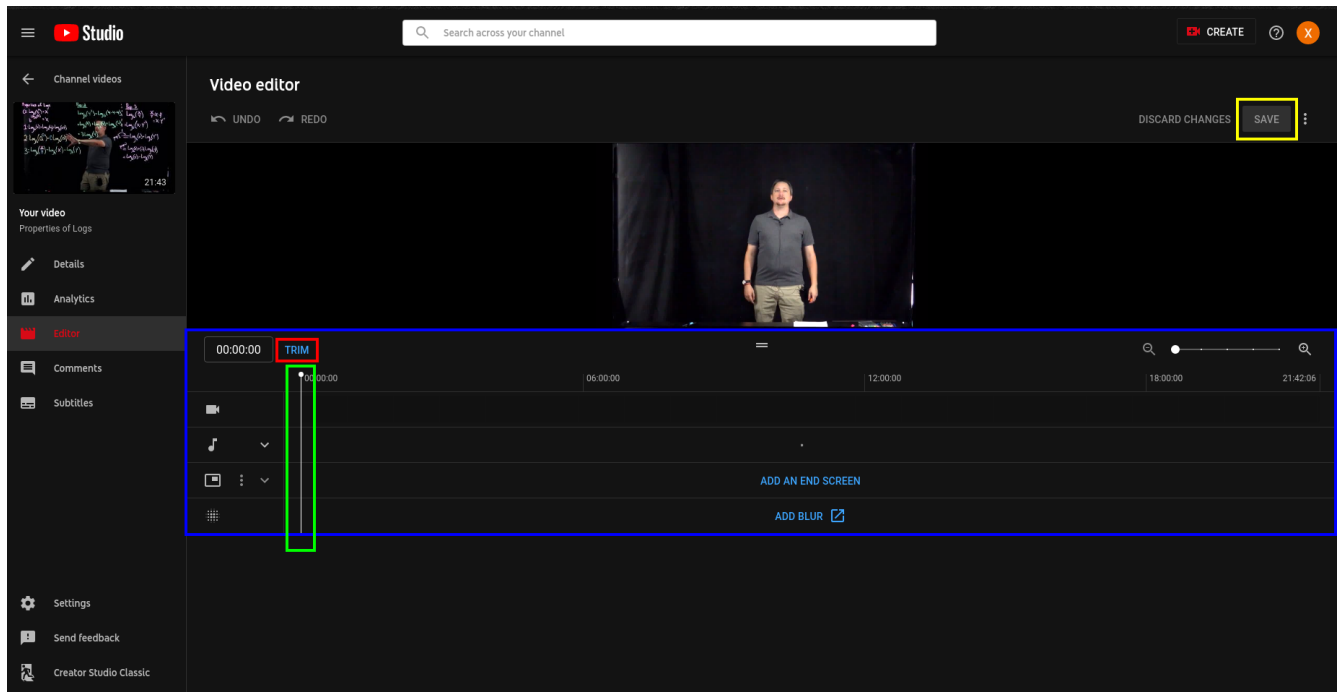 Studio
Search across your channel
CREATE
X
Channel videos
Video editor
UNDO REDO
DISCARD CHANGES SAVE
21:43
Your video
Properties of Logs
Details
Analytics
Editor
Comments
Subtitles
00:00:00 TRIM
00:00:00 06:00:00 12:00:00 18:00:00 21:42:06
ADD AN END SCREEN
ADD BLUR
Settings
Send feedback
Creator Studio Classic